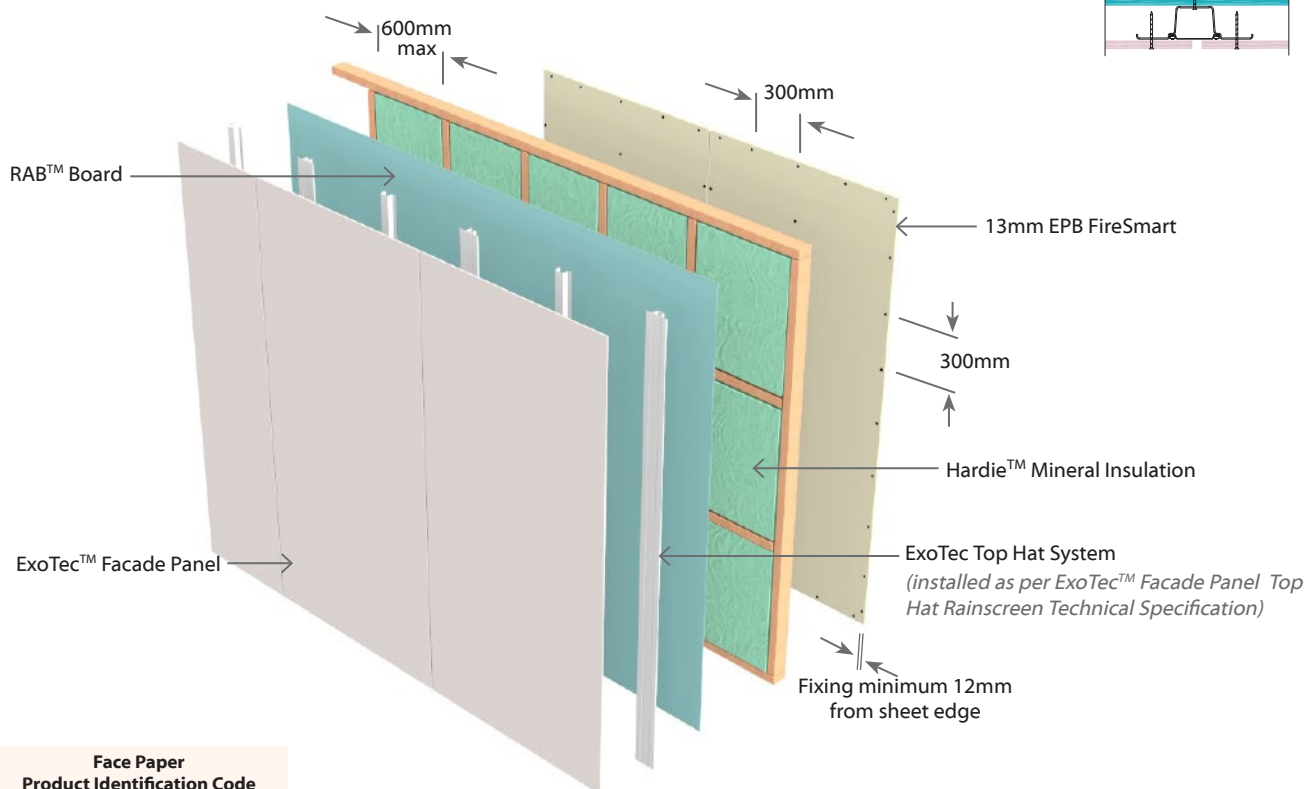 600mm
max
300mm
RAB™ Board
13mm EPB FireSmart
300mm
Hardie™ Mineral Insulation
ExoTec™ Facade Panel
ExoTec Top Hat System
(installed as per ExoTec™ Facade Panel Top
Hat Rainscreen Technical Specification)
Fixing minimum 12mm
from sheet edge
Face Paper
Product Identification Code